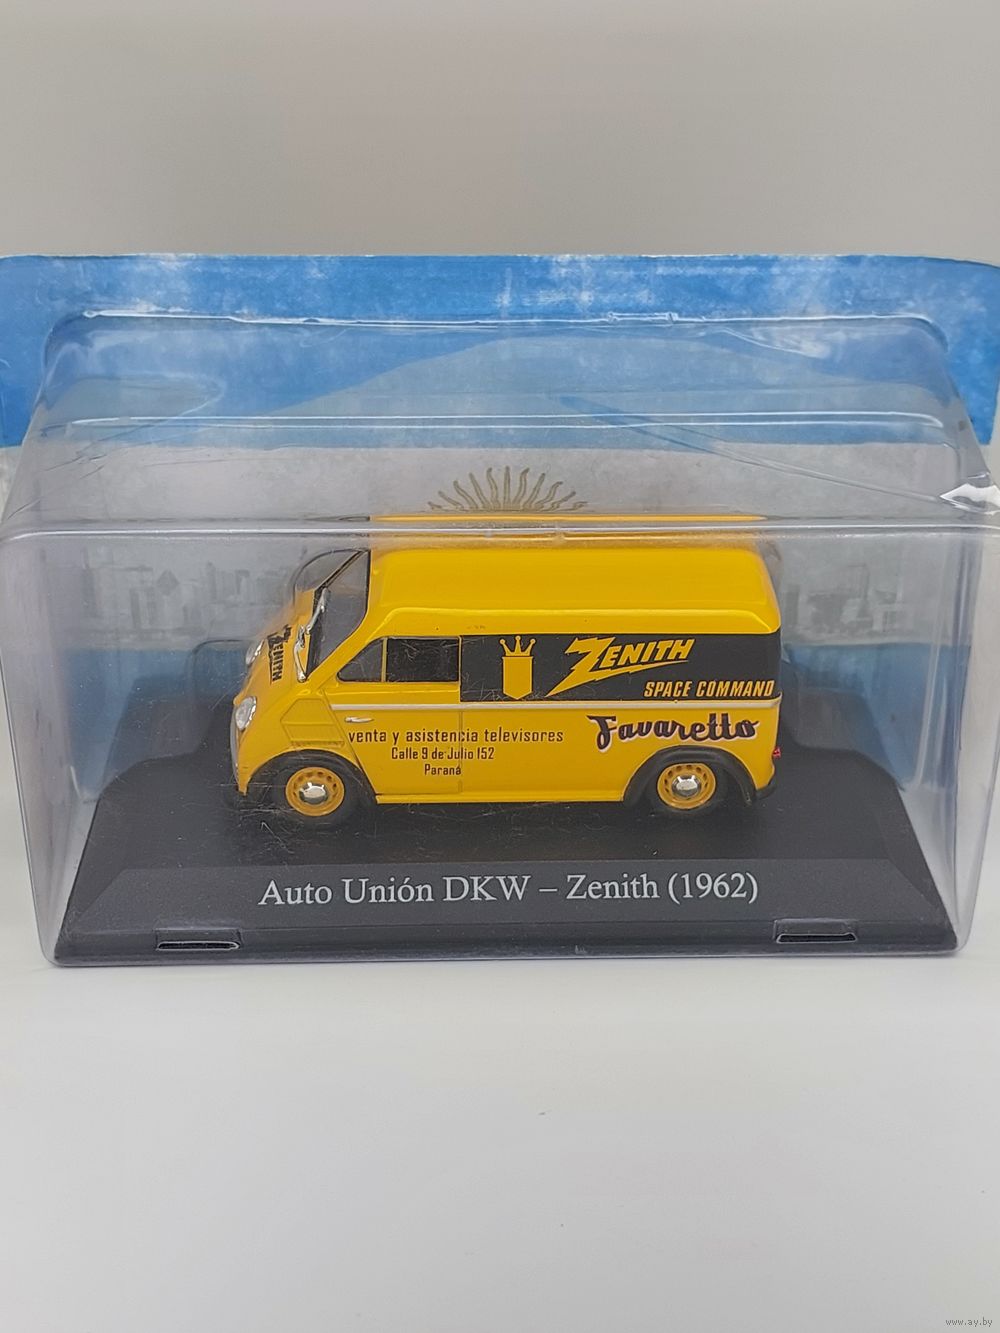 ZENITH
ZENITH
SPACE COMMAND
Favaretto
venta y asistencia televisores
Calle 9 de Julio 152
Paraná
Auto Unión DKW – Zenith (1962)
www.ay.by